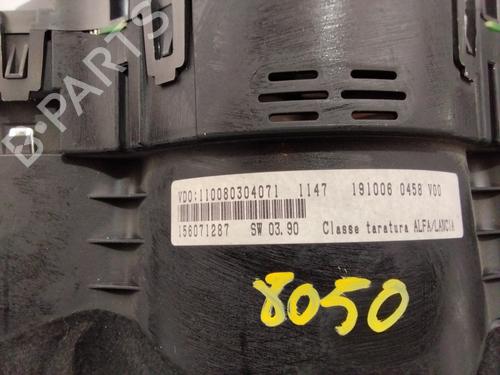 VDO:110080304071 1147 191006 0458 V00
156071287 SW 03.90 Classe taratura ALFA/LANCIA
8050
B-PARTS